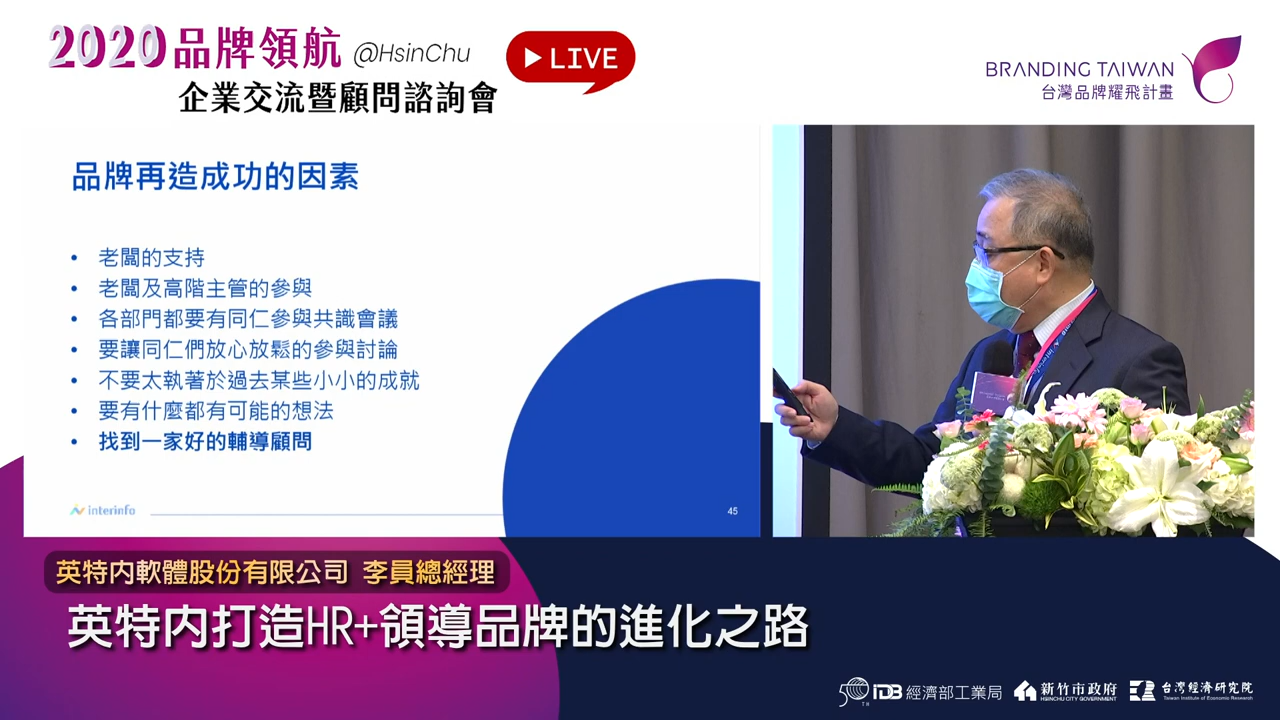 2020品牌領航 @HsinChu
LIVE
企業交流暨顧問諮詢會
BRANDING TAIWAN
台灣品牌耀飛計畫
品牌再造成功的因素
• 老闆的支持
• 老闆及高階主管的參與
• 各部門都要有同仁參與共識會議
• 要讓同仁們放心放鬆的參與討論
• 不要太執著於過去某些小小的成就
• 要有什麼都有可能的想法
• 找到一家好的輔導顧問
interinfo
45
英特內軟體股份有限公司 李員總經理
英特內打造HR+領導品牌的進化之路
50TH IDB 經濟部工業局
新竹市政府
HSINCHU CITY GOVERNMENT
台灣經濟研究院
Taiwan Institute of Economic Research